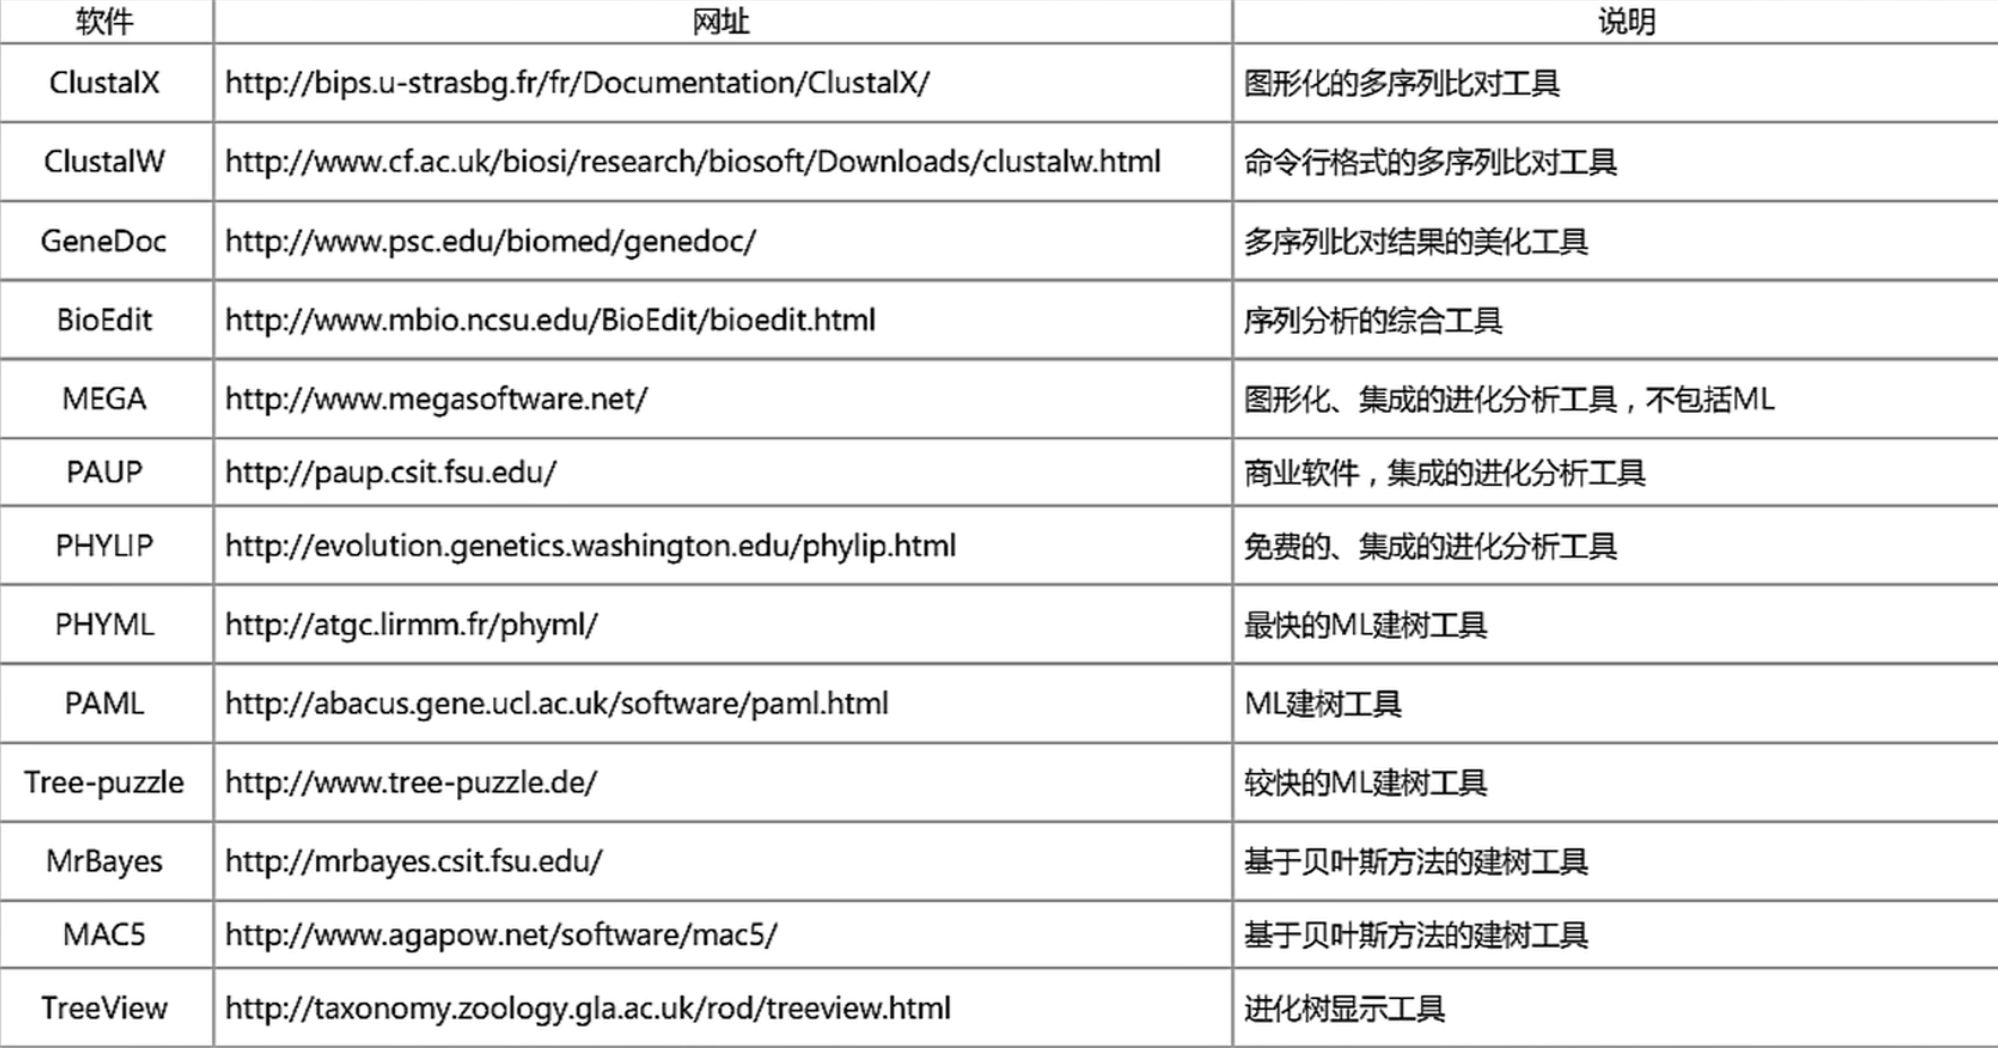 软件 网址 说明
ClustalX http://bips.u-strasbg.fr/fr/Documentation/ClustalX/ 图形化的多序列比对工具
ClustalW http://www.cf.ac.uk/biosi/research/biosoft/Downloads/clustalw.html 命令行格式的多序列比对工具
GeneDoc http://www.psc.edu/biomed/genedoc/ 多序列比对结果的美化工具
BioEdit http://www.mbio.ncsu.edu/BioEdit/bioedit.html 序列分析的综合工具
MEGA http://www.megasoftware.net/ 图形化、集成的进化分析工具，不包括ML
PAUP http://paup.csit.fsu.edu/ 商业软件，集成的进化分析工具
PHYLIP http://evolution.genetics.washington.edu/phylip.html 免费的、集成的进化分析工具
PHYML http://atgc.lirmm.fr/phyml/ 最快的ML建树工具
PAML http://abacus.gene.ucl.ac.uk/software/paml.html ML建树工具
Tree-puzzle http://www.tree-puzzle.de/ 较快的ML建树工具
MrBayes http://mrbayes.csit.fsu.edu/ 基于贝叶斯方法的建树工具
MAC5 http://www.agapow.net/software/mac5/ 基于贝叶斯方法的建树工具
TreeView http://taxonomy.zoology.gla.ac.uk/rod/treeview.html 进化树显示工具